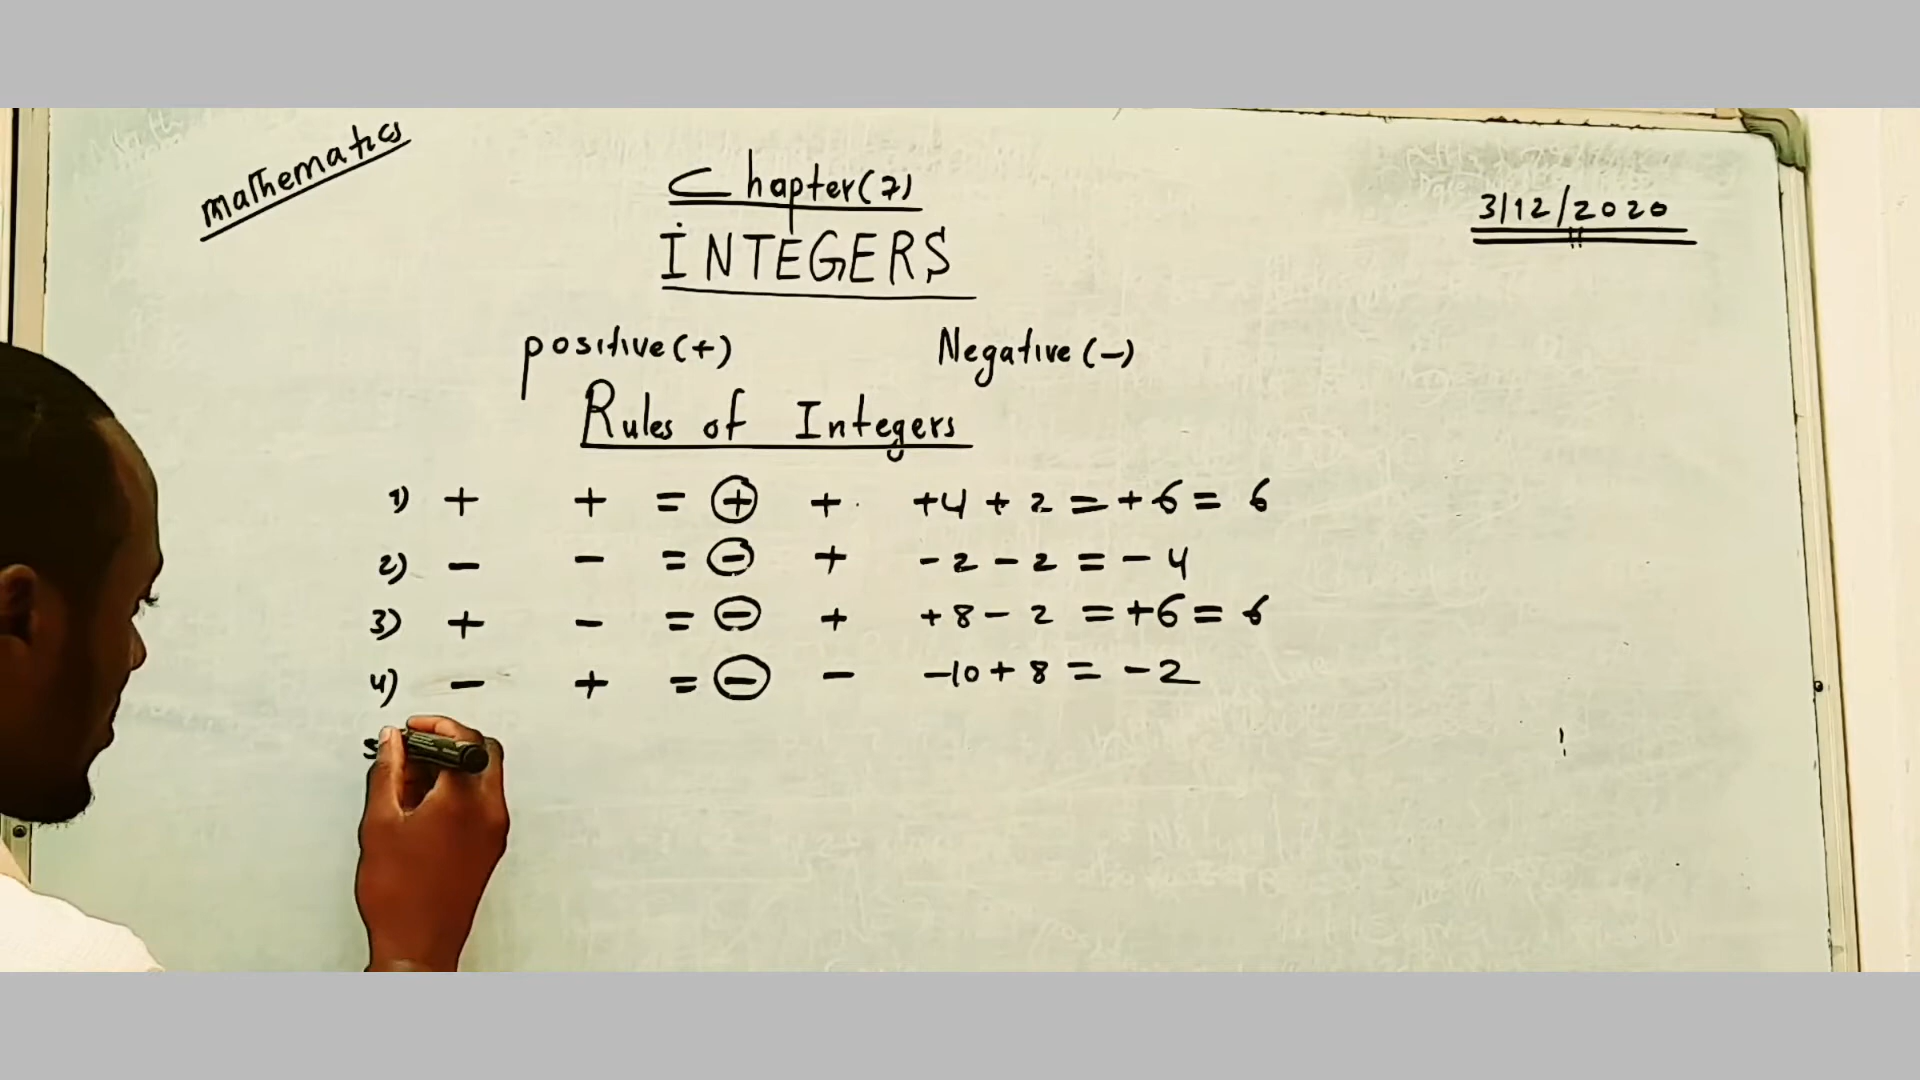 mathematics
Chapter(7)
3/12/2020
INTEGERS
positive(+) Negative(-)
Rules of Integers
1) + + = + + +4 + 2 = +6 = 6
2) - - = - + -2 - 2 = -4
3) + - = - + +8 - 2 = +6 = 6
4) - + = - - -10 + 8 = -2